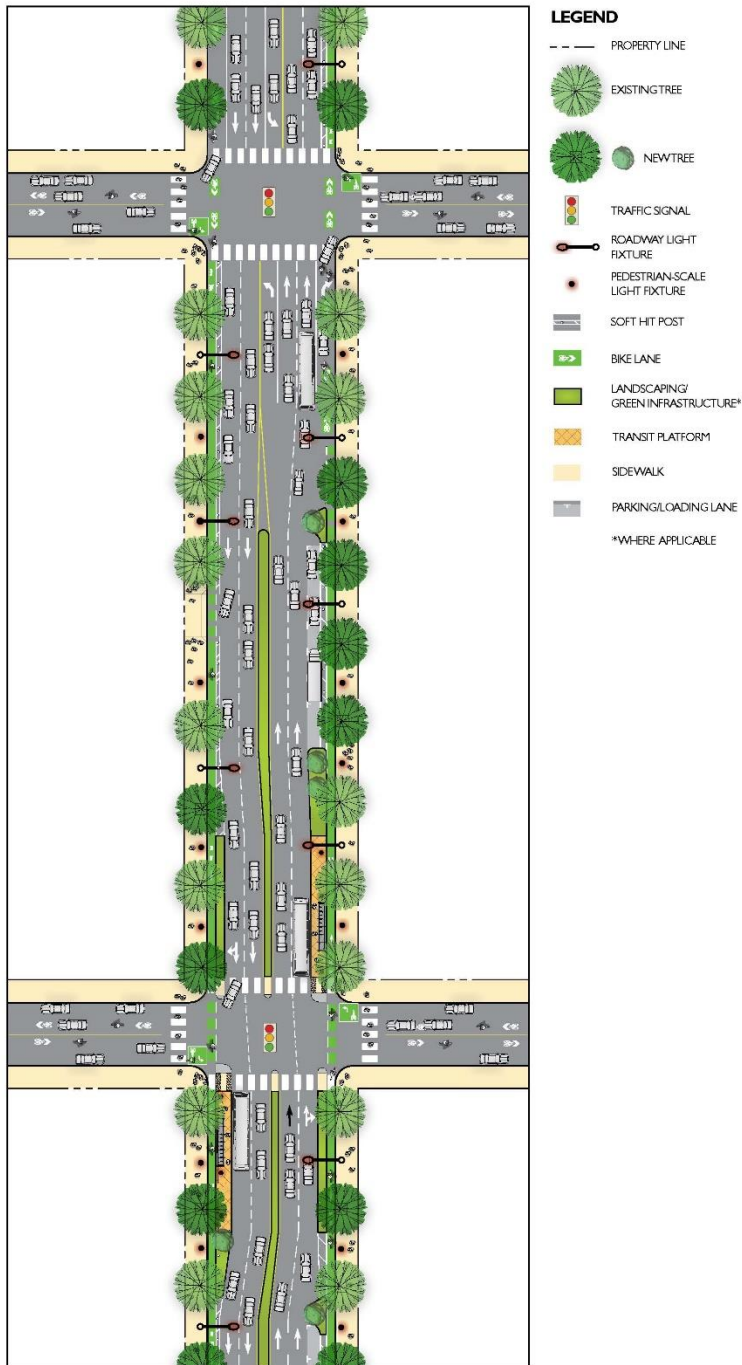 LEGEND
PROPERTY LINE
EXISTING TREE
NEW TREE
TRAFFIC SIGNAL
ROADWAY LIGHT
FIXTURE
PEDESTRIAN-SCALE
LIGHT FIXTURE
SOFT HIT POST
BIKE LANE
LANDSCAPING/
GREEN INFRASTRUCTURE*
TRANSIT PLATFORM
SIDEWALK
PARKING/LOADING LANE
*WHERE APPLICABLE